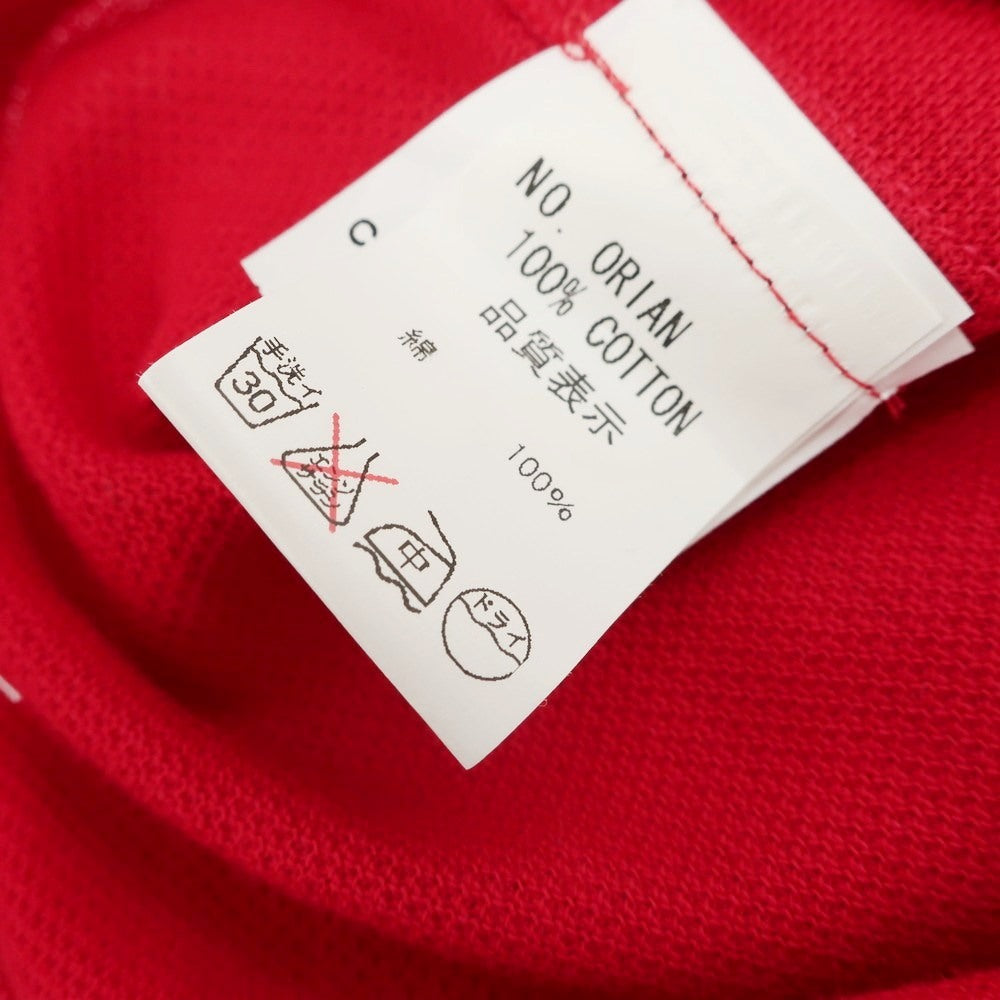 NO. ORIAN
100% COTTON
品質表示
綿 100%
手洗イ
30
エンソ
サラシ
中
ドライ
C